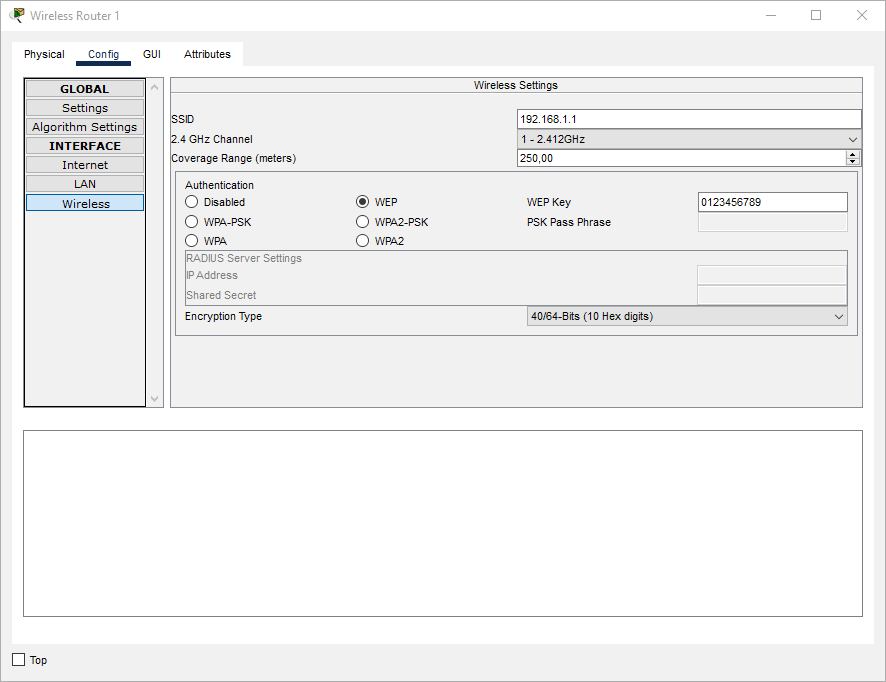 Wireless Router 1
Physical Config GUI Attributes
GLOBAL
Settings
Algorithm Settings
INTERFACE
Internet
LAN
Wireless
Wireless Settings
SSID 192.168.1.1
2.4 GHz Channel 1 - 2.412GHz
Coverage Range (meters) 250,00
Authentication
Disabled WEP WEP Key 0123456789
WPA-PSK WPA2-PSK PSK Pass Phrase
WPA WPA2
RADIUS Server Settings
IP Address
Shared Secret
Encryption Type 40/64-Bits (10 Hex digits)
Top